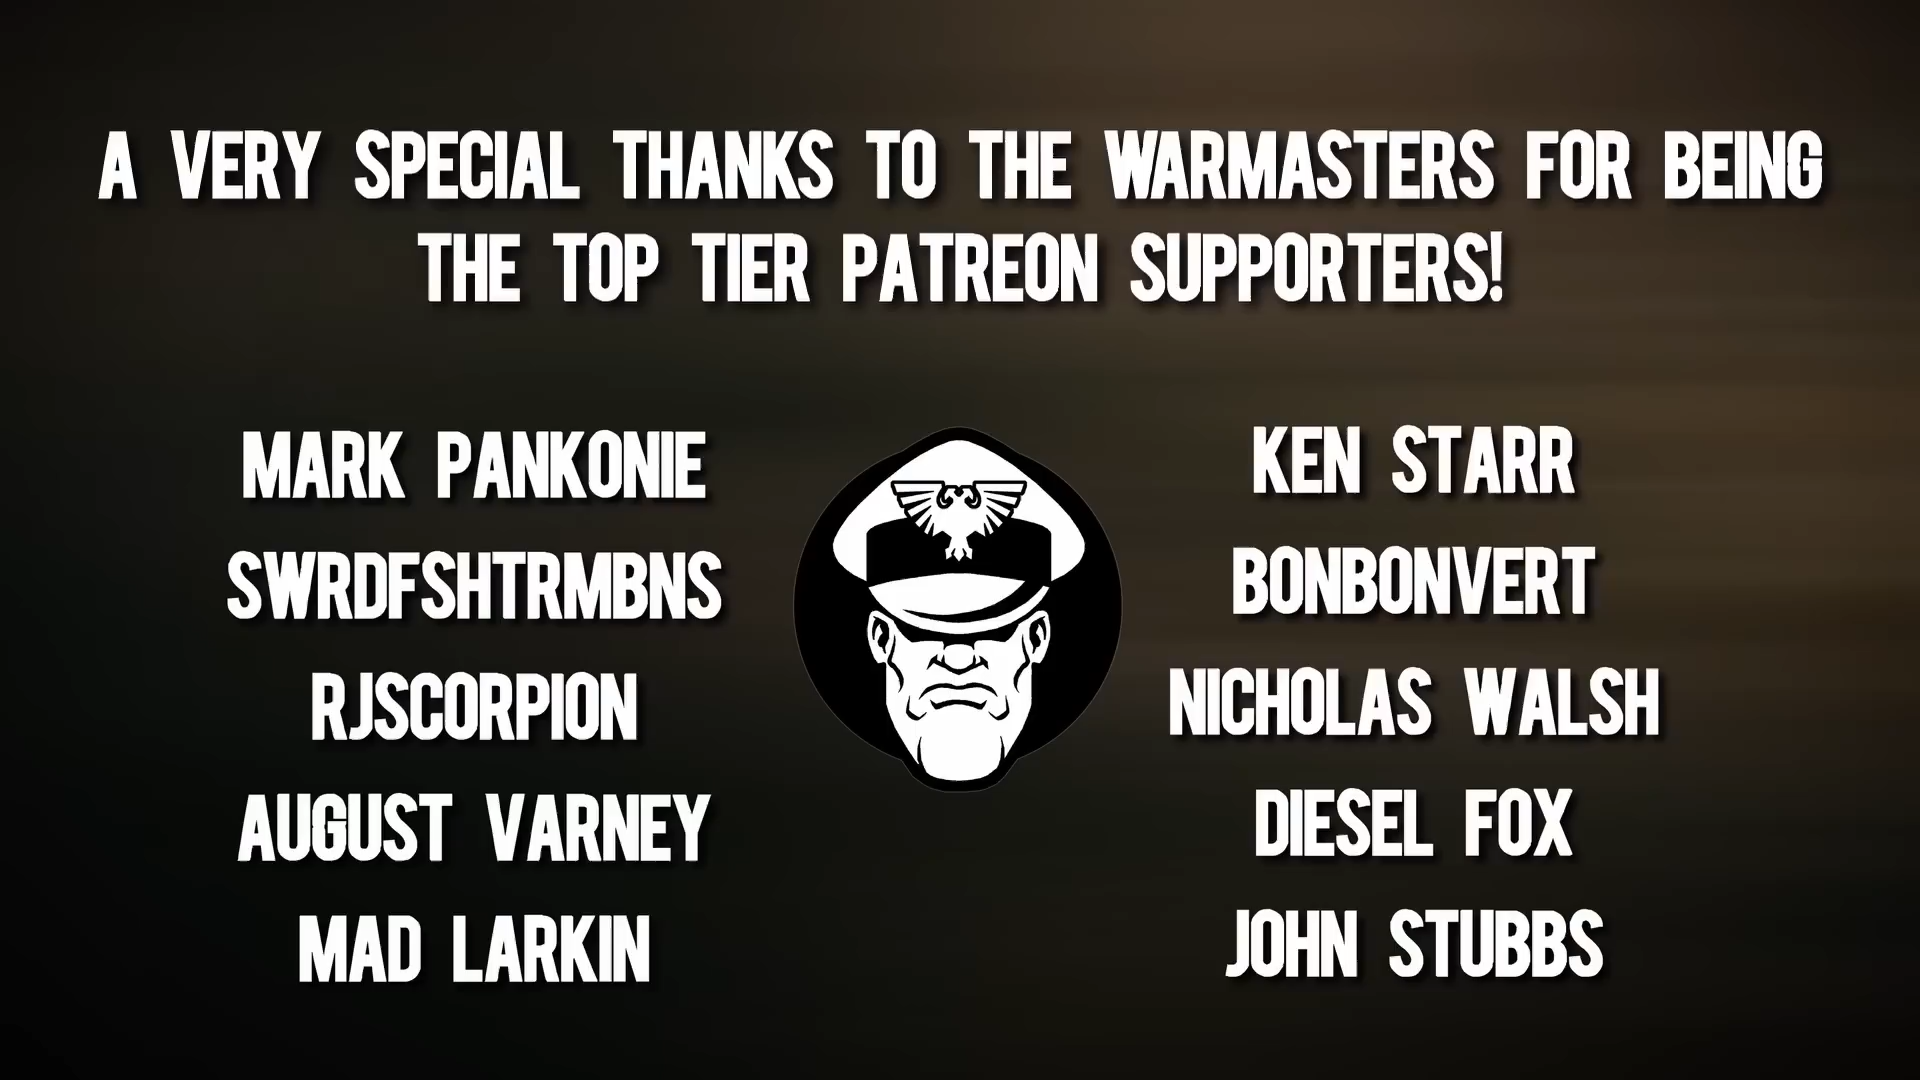 A VERY SPECIAL THANKS TO THE WARMASTERS FOR BEING
THE TOP TIER PATREON SUPPORTERS!
MARK PANKONIE
SWRDFSHTRMBNS
RJSCORPION
AUGUST VARNEY
MAD LARKIN
KEN STARR
BONBONVERT
NICHOLAS WALSH
DIESEL FOX
JOHN STUBBS